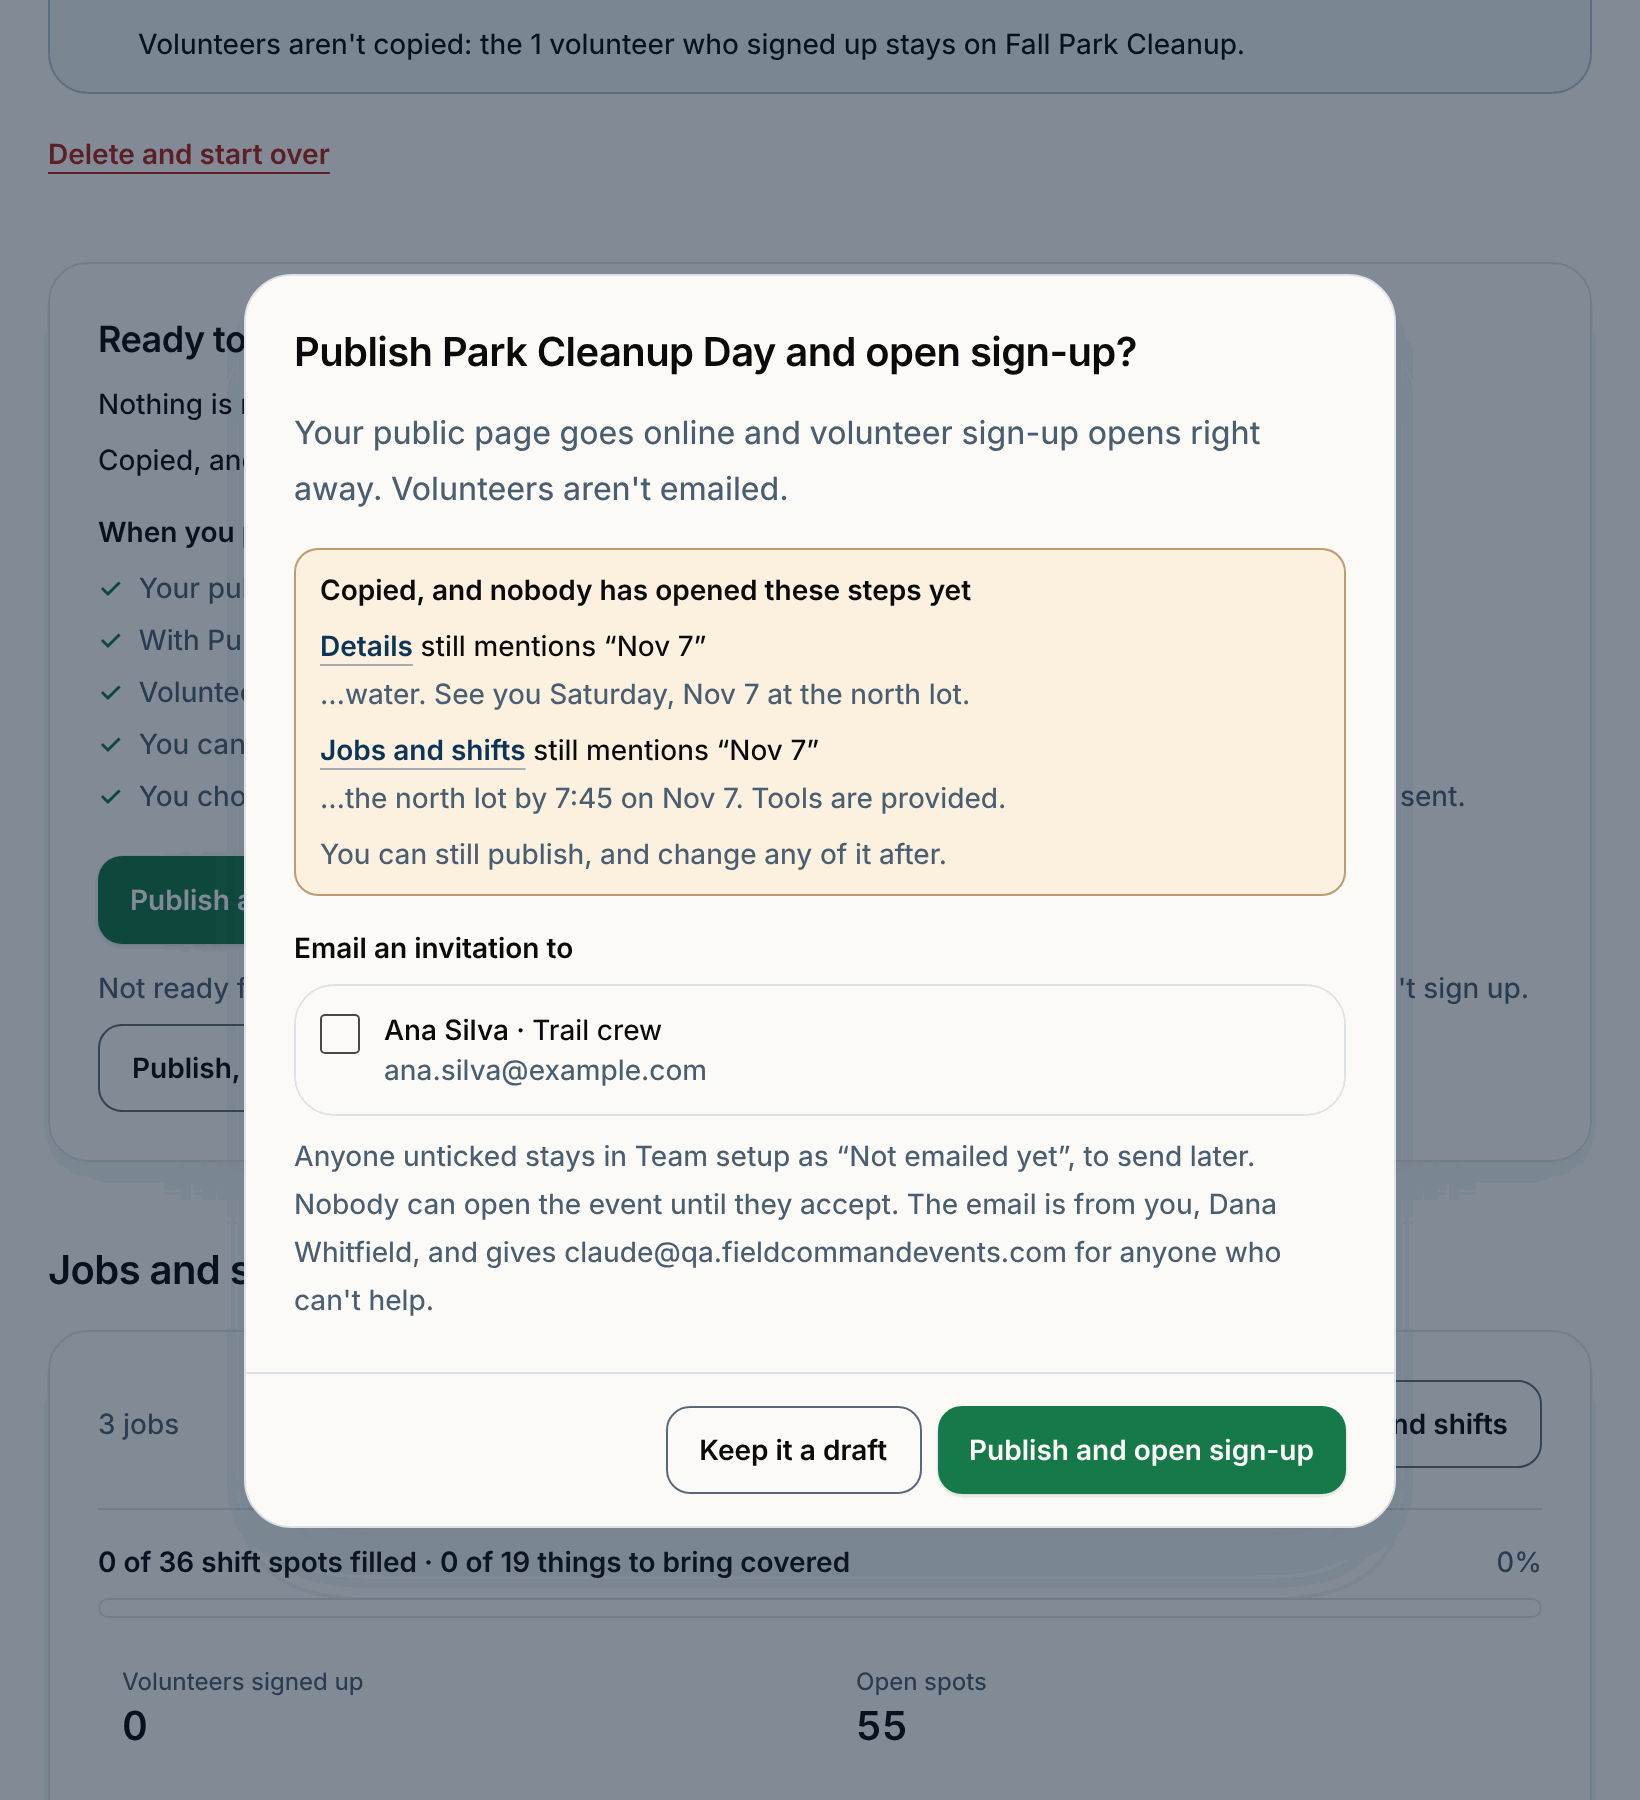 Volunteers aren't copied: the 1 volunteer who signed up stays on Fall Park Cleanup.
Delete and start over
Ready to
Nothing is
Copied, and
When you
Your pu
With Pu
Voluntee
You can
You cho
sent.
Publish a
Not ready f
't sign up.
Publish,
Publish Park Cleanup Day and open sign-up?
Your public page goes online and volunteer sign-up opens right
away. Volunteers aren't emailed.
Copied, and nobody has opened these steps yet
Details still mentions “Nov 7”
...water. See you Saturday, Nov 7 at the north lot.
Jobs and shifts still mentions “Nov 7”
...the north lot by 7:45 on Nov 7. Tools are provided.
You can still publish, and change any of it after.
Email an invitation to
Ana Silva · Trail crew
ana.silva@example.com
Anyone unticked stays in Team setup as “Not emailed yet”, to send later.
Nobody can open the event until they accept. The email is from you, Dana
Whitfield, and gives claude@qa.fieldcommandevents.com for anyone who
can't help.
Keep it a draft
Publish and open sign-up
Jobs and s
3 jobs
nd shifts
0 of 36 shift spots filled · 0 of 19 things to bring covered
0%
Volunteers signed up
0
Open spots
55